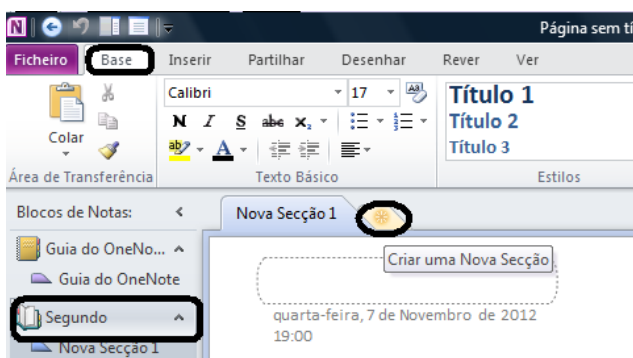 Página sem tí
Ficheiro Base Inserir Partilhar Desenhar Rever Ver
Colar
Calibri 17
N I S abc x₂
ab A
Título 1
Título 2
Título 3
Área de Transferência Texto Básico Estilos
Blocos de Notas:
Nova Secção 1
Guia do OneNo...
Guia do OneNote
Criar uma Nova Secção
Segundo
Nova Secção 1
quarta-feira, 7 de Novembro de 2012
19:00